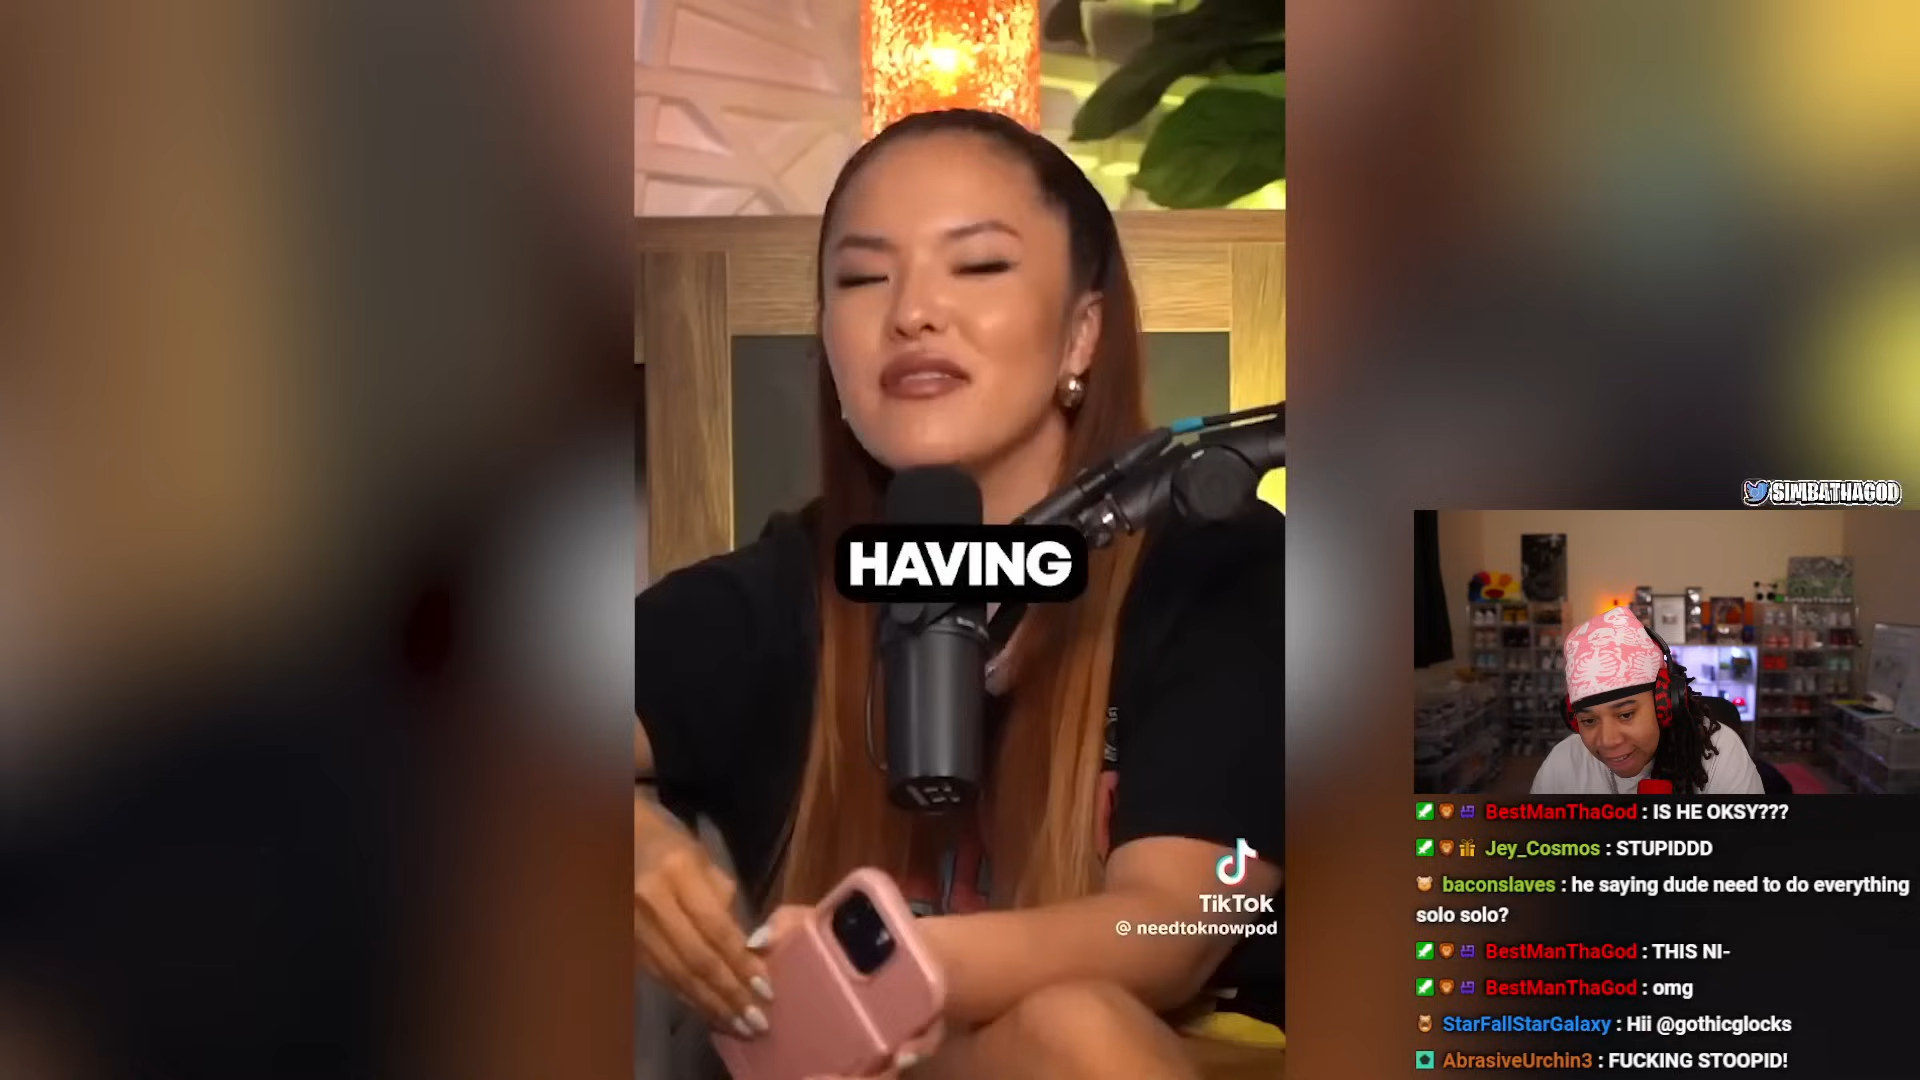 HAVING
TikTok
@ needtoknowpod
SIMBATHAGOD
BestManThaGod : IS HE OKSY???
Jey_Cosmos : STUPIDDD
baconslaves : he saying dude need to do everything
solo solo?
BestManThaGod : THIS NI-
BestManThaGod : omg
StarFallStarGalaxy : Hii @gothicglocks
AbrasiveUrchin3 : FUCKING STOOPID!